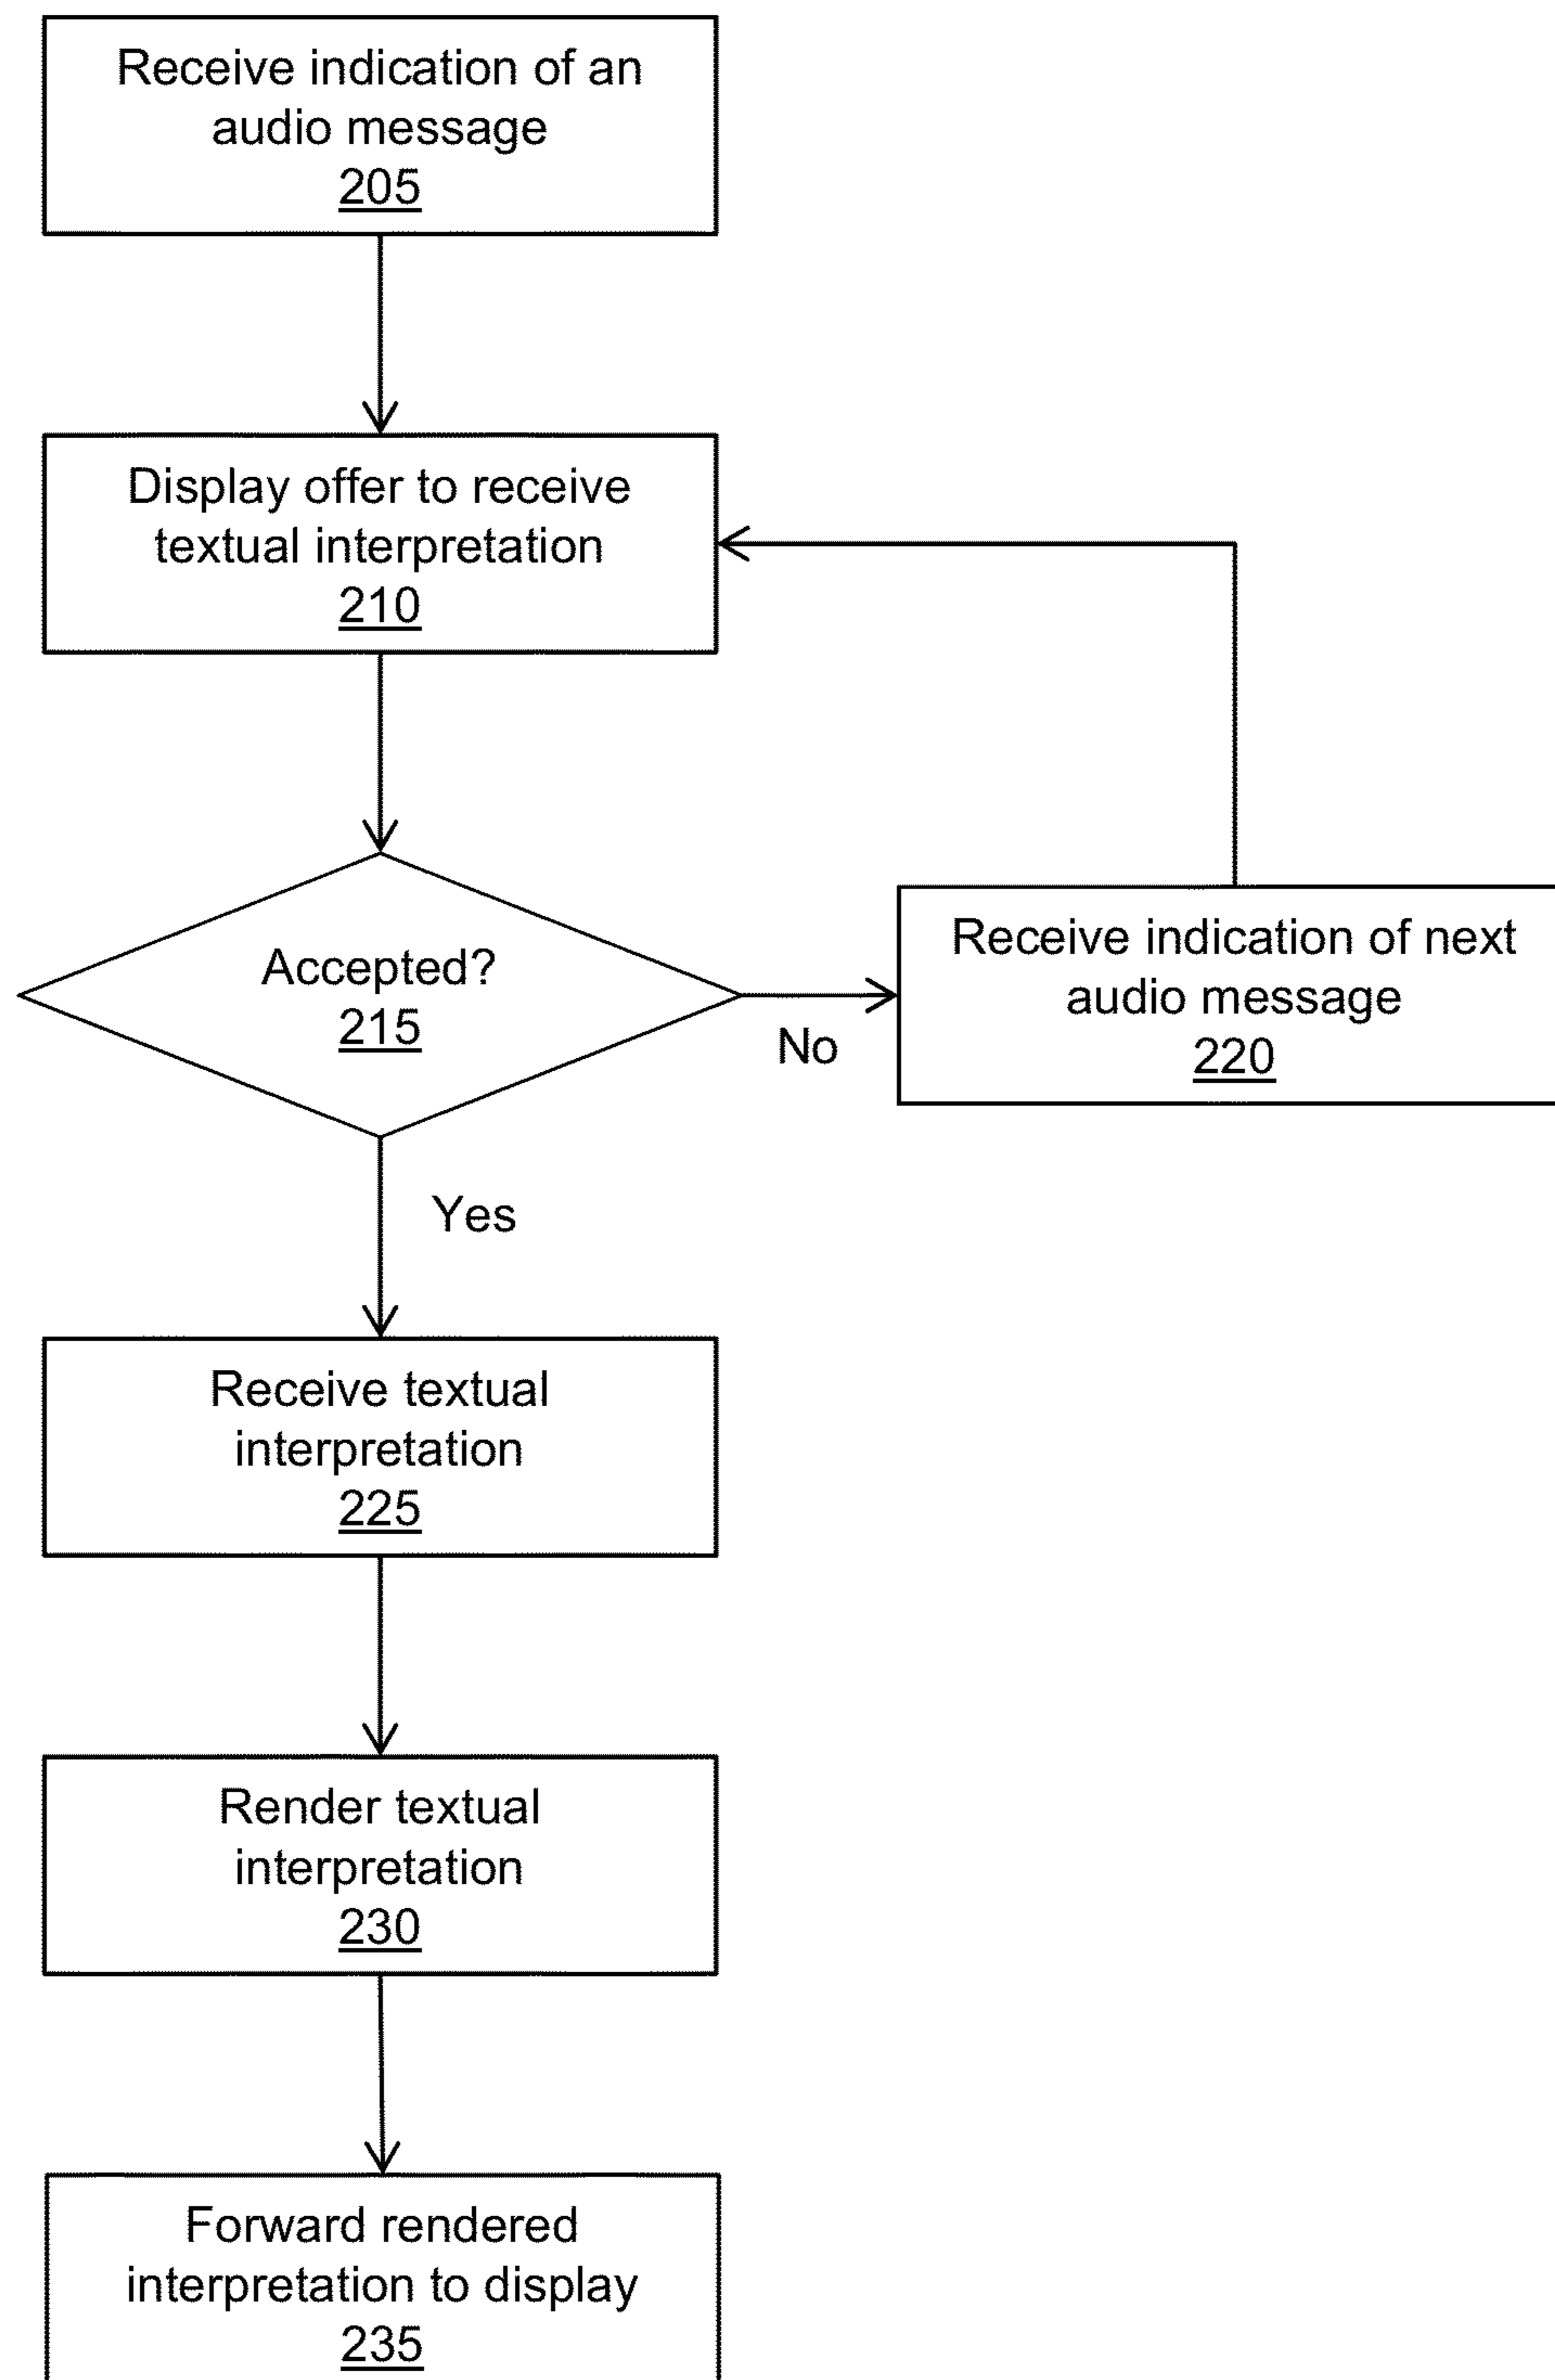 Receive indication of an
audio message
205
Display offer to receive
textual interpretation
210
Accepted?
215
No
Receive indication of next
audio message
220
Yes
Receive textual
interpretation
225
Render textual
interpretation
230
Forward rendered
interpretation to display
235